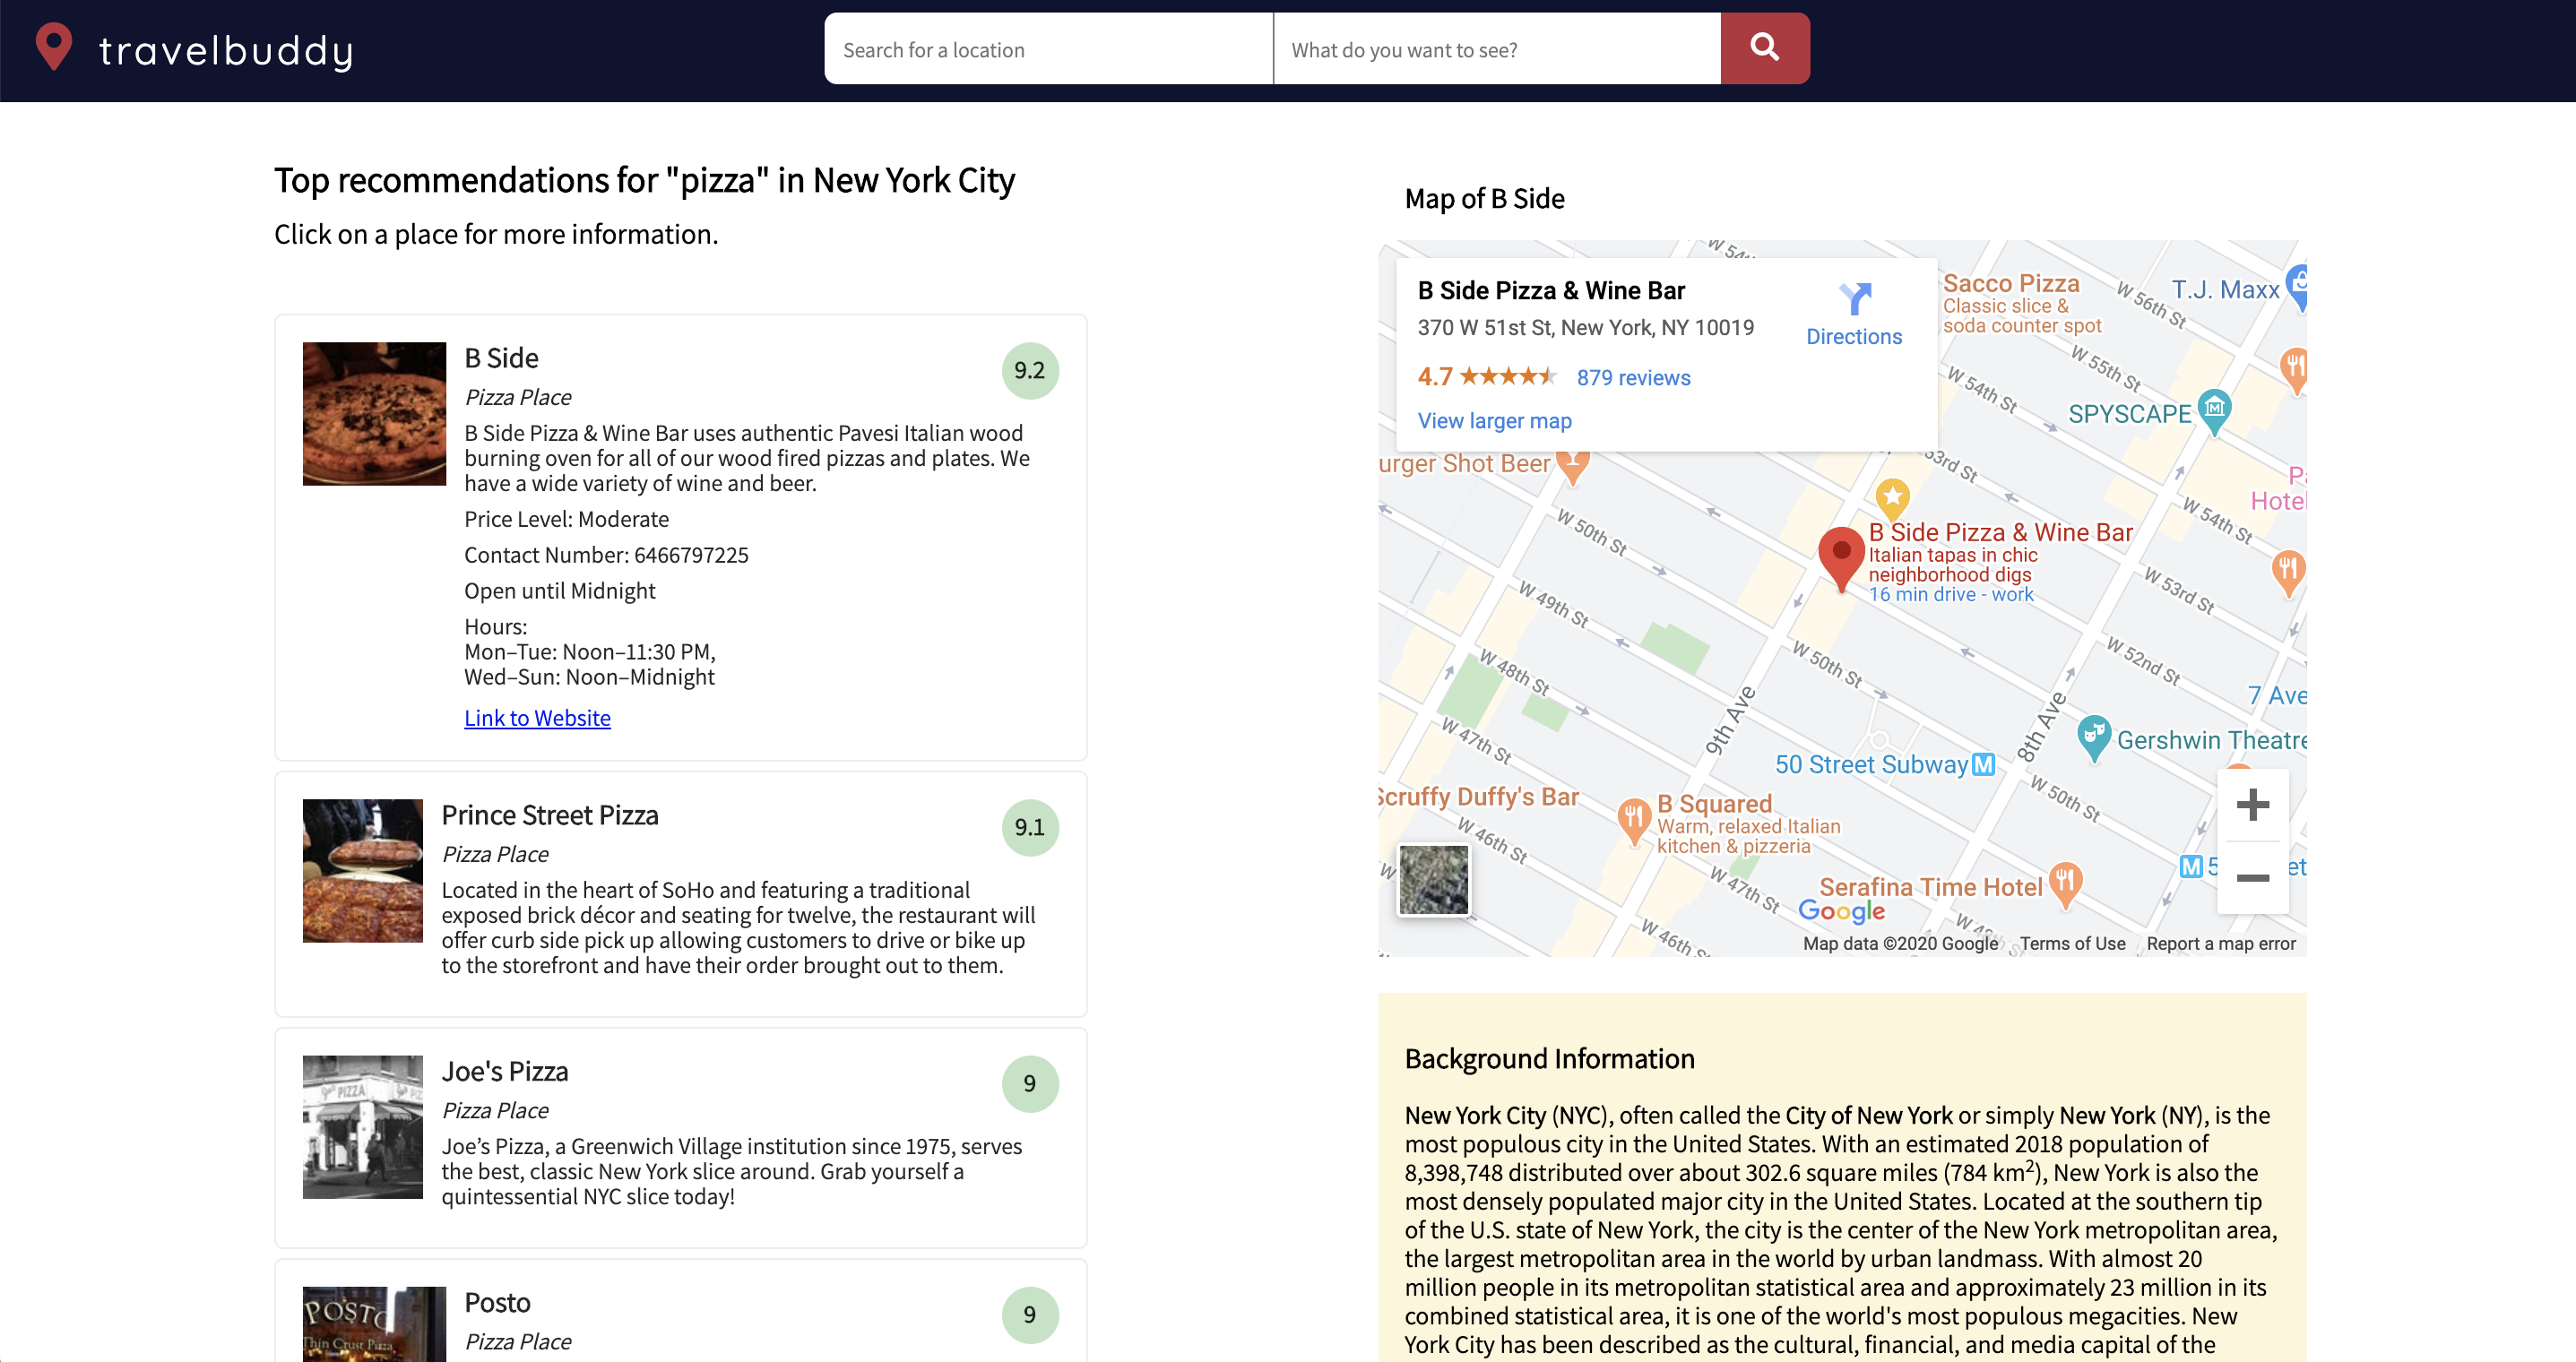 travelbuddy
Search for a location
What do you want to see?
Top recommendations for "pizza" in New York City
Click on a place for more information.
B Side
9.2
Pizza Place
B Side Pizza & Wine Bar uses authentic Pavesi Italian wood
burning oven for all of our wood fired pizzas and plates. We
have a wide variety of wine and beer.
Price Level: Moderate
Contact Number: 6466797225
Open until Midnight
Hours:
Mon–Tue: Noon–11:30 PM,
Wed–Sun: Noon–Midnight
Link to Website
Prince Street Pizza
9.1
Pizza Place
Located in the heart of SoHo and featuring a traditional
exposed brick décor and seating for twelve, the restaurant will
offer curb side pick up allowing customers to drive or bike up
to the storefront and have their order brought out to them.
PIZZA
Joe's Pizza
9
Pizza Place
Joe’s Pizza, a Greenwich Village institution since 1975, serves
the best, classic New York slice around. Grab yourself a
quintessential NYC slice today!
POSTO
Thin Crust Pizza
Posto
9
Pizza Place
Map of B Side
B Side Pizza & Wine Bar
370 W 51st St, New York, NY 10019
4.7
879 reviews
View larger map
Directions
W 54th
Sacco Pizza
Classic slice &
soda counter spot
W 56th St
T.J. Maxx
W 55th St
W 54th St
SPYSCAPE
urger Shot Beer
53rd St
Hotel
W 54th St
W 50th St
B Side Pizza & Wine Bar
Italian tapas in chic
neighborhood digs
16 min drive - work
W 53rd St
W 49th St
W 50th St
W 52nd St
W 48th St
7 Ave
9th Ave
8th Ave
W 47th St
Gershwin Theatre
50 Street Subway
M
W 50th St
Scruffy Duffy's Bar
B Squared
Warm, relaxed Italian
kitchen & pizzeria
W 46th St
M
5
et
W 47th St
Serafina Time Hotel
Google
W
W 46th St
W 48th St
Map data ©2020 Google
Terms of Use
Report a map error
Background Information
New York City (NYC), often called the City of New York or simply New York (NY), is the
most populous city in the United States. With an estimated 2018 population of
8,398,748 distributed over about 302.6 square miles (784 km²), New York is also the
most densely populated major city in the United States. Located at the southern tip
of the U.S. state of New York, the city is the center of the New York metropolitan area,
the largest metropolitan area in the world by urban landmass. With almost 20
million people in its metropolitan statistical area and approximately 23 million in its
combined statistical area, it is one of the world's most populous megacities. New
York City has been described as the cultural, financial, and media capital of the